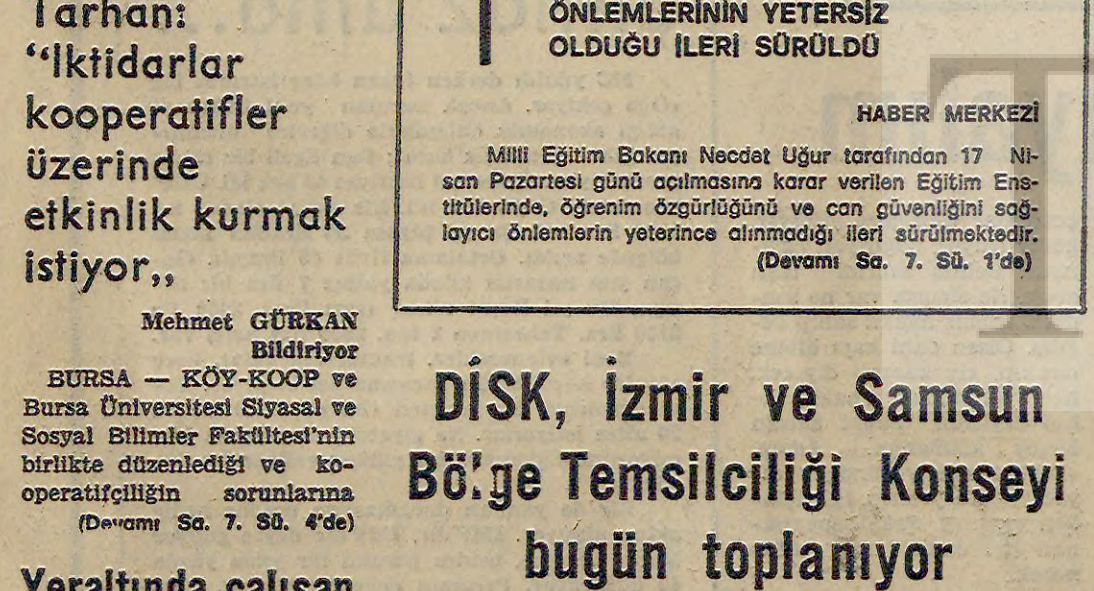 Tarhan:
“Iktidarlar
kooperatifler
üzerinde
etkinlik kurmak
istiyor„
Mehmet GÜRKAN
Bildiriyor
BURSA — KÖY-KOOP ve
Bursa Üniversitesi Siyasal ve
Sosyal Bilimler Fakültesi'nin
birlikte düzenlediği ve ko-
operatifçiliğin sorunlarına
(Devamı Sa. 7. Sü. 4'de)
Yeraltında çalışan
ÖNLEMLERİNİN YETERSİZ
OLDUĞU İLERİ SÜRÜLDÜ
HABER MERKEZİ
Milli Eğitim Bakanı Necdet Uğur tarafından 17 Ni-
san Pazartesi günü açılmasına karar verilen Eğitim Ens-
titülerinde, öğrenim özgürlüğünü ve can güvenliğini sağ-
layıcı önlemlerin yeterince alınmadığı ileri sürülmektedir.
(Devamı Sa. 7. Sü. 1'de)
DİSK, İzmir ve Samsun
Bölge Temsilciliği Konseyi
bugün toplanıyor